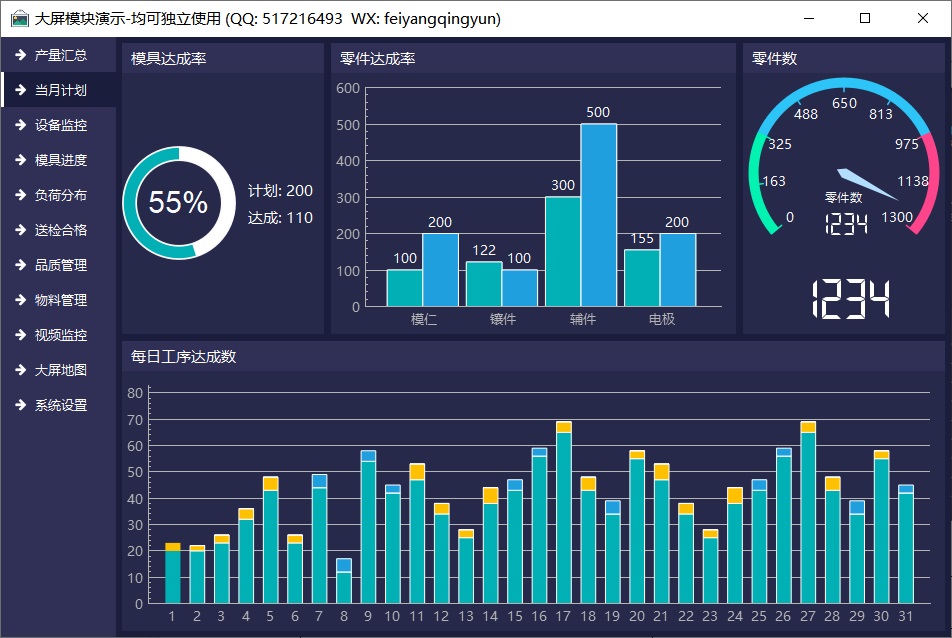 大屏模块演示-均可独立使用 (QQ: 517216493  WX: feiyangqingyun)
产量汇总
当月计划
设备监控
模具进度
负荷分布
送检合格
品质管理
物料管理
视频监控
大屏地图
系统设置
模具达成率
55%
计划: 200
达成: 110
零件达成率
600
500
400
300
200
100
0
100 200 122 100 300 500 155 200
模仁 镶件 辅件 电极
零件数
0 163 325 488 650 813 975 1138 1300
零件数
1234
1234
每日工序达成数
80
70
60
50
40
30
20
10
0
1 2 3 4 5 6 7 8 9 10 11 12 13 14 15 16 17 18 19 20 21 22 23 24 25 26 27 28 29 30 31